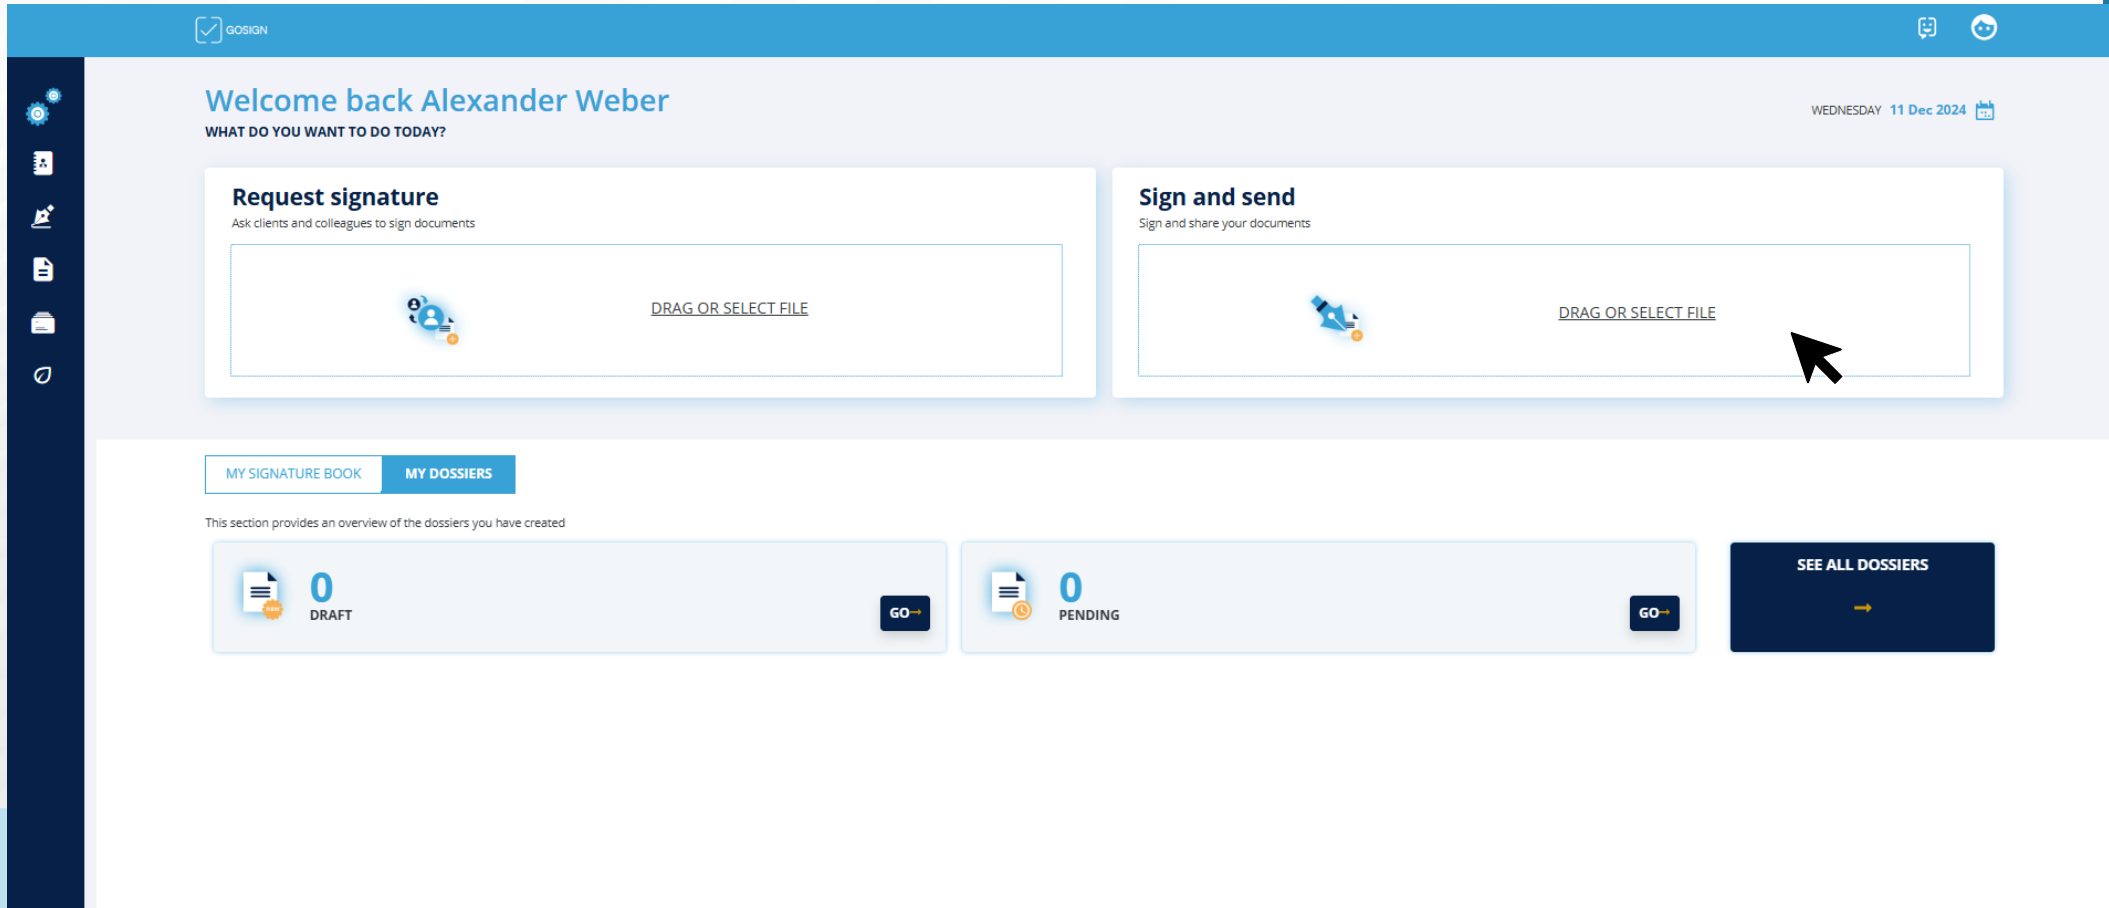 GOSIGN
Welcome back Alexander Weber
WHAT DO YOU WANT TO DO TODAY?
WEDNESDAY 11 Dec 2024
Request signature
Ask clients and colleagues to sign documents
DRAG OR SELECT FILE
Sign and send
Sign and share your documents
DRAG OR SELECT FILE
MY SIGNATURE BOOK MY DOSSIERS
This section provides an overview of the dossiers you have created
new
0
DRAFT
GO→
0
PENDING
GO→
SEE ALL DOSSIERS
→